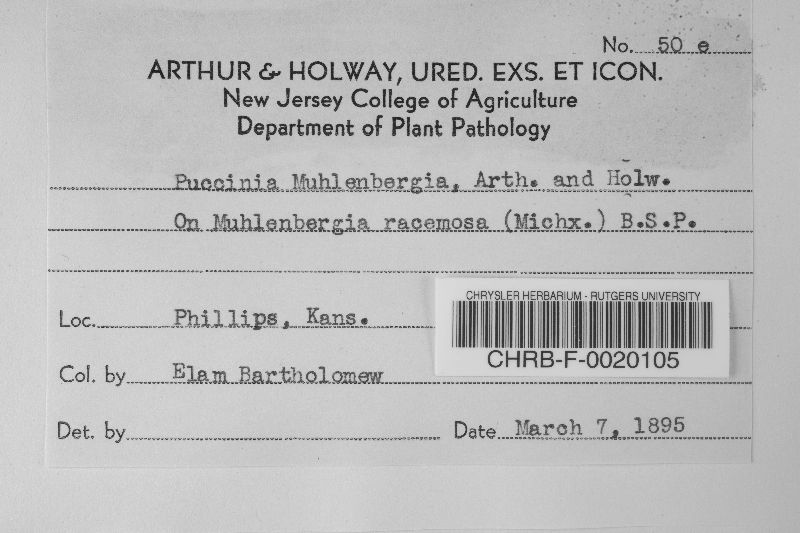 No. 50 e
ARTHUR & HOLWAY, URED. EXS. ET ICON.
New Jersey College of Agriculture
Department of Plant Pathology
Puccinia Muhlenbergia, Arth. and Holw.
On Muhlenbergia racemosa (Michx.) B.S.P.
Loc. Phillips, Kans.
CHRYSLER HERBARIUM - RUTGERS UNIVERSITY
CHRB-F-0020105
Col. by Elam Bartholomew
Det. by
Date March 7, 1895